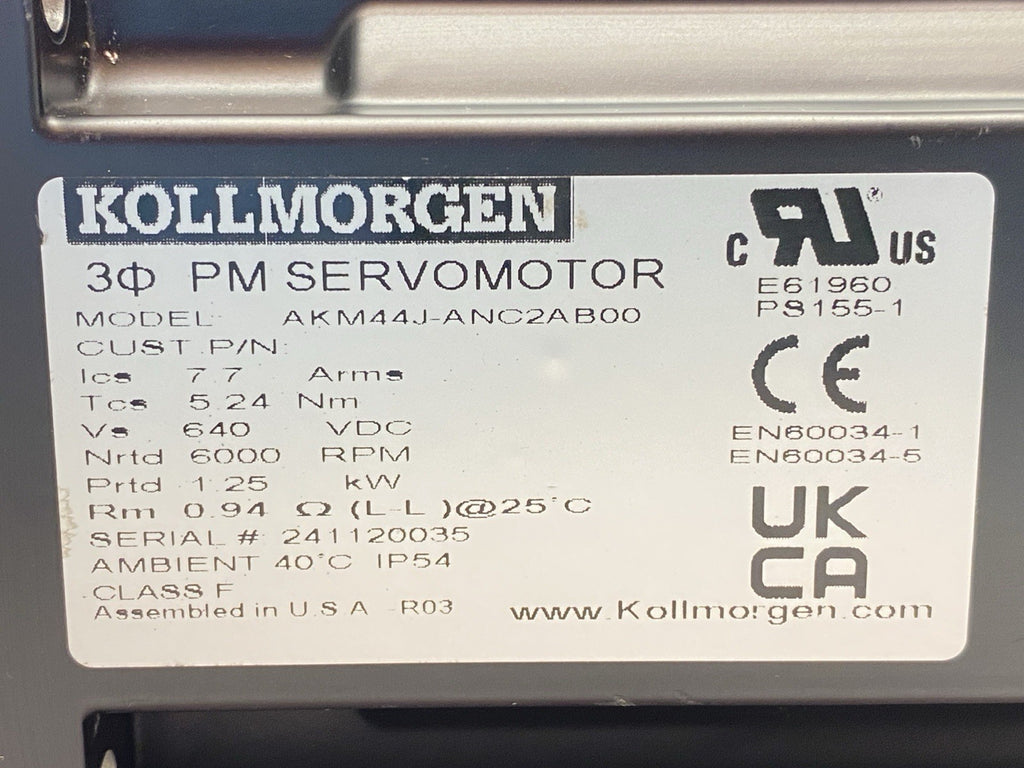 KOLLMORGEN
3Φ PM SERVOMOTOR
MODEL AKM44J-ANC2AB00
CUST P/N:
Ics 7.7 Arms
Tcs 5.24 Nm
Vs 640 VDC
Nrtd 6000 RPM
Prtd 1.25 kW
Rm 0.94 Ω (L-L )@25°C
SERIAL # 241120035
AMBIENT 40°C IP54
CLASS F
Assembled in U.S.A R03
C RU ® US
E61960
PS155-1
CE
EN60034-1
EN60034-5
UK
CA
www.Kollmorgen.com